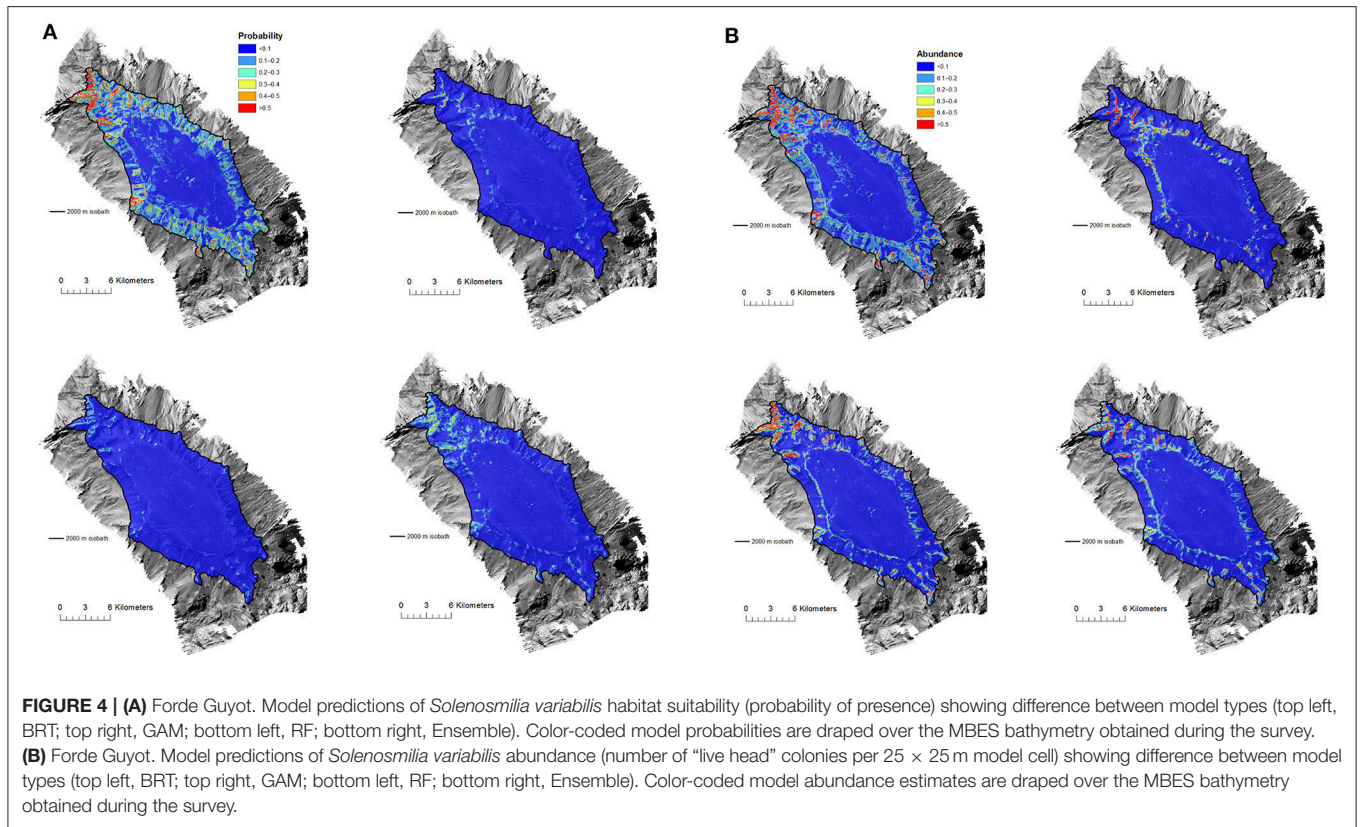 A
Probability
<0.1
0.1–0.2
0.2–0.3
0.3–0.4
0.4–0.5
>0.5
2000 m isobath
0 3 6 Kilometers
2000 m isobath
0 3 6 Kilometers
B
Abundance
<0.1
0.1–0.2
0.2–0.3
0.3–0.4
0.4–0.5
>0.5
2000 m isobath
0 3 6 Kilometers
2000 m isobath
0 3 6 Kilometers
2000 m isobath
0 3 6 Kilometers
2000 m isobath
0 3 6 Kilometers
2000 m isobath
0 3 6 Kilometers
2000 m isobath
0 3 6 Kilometers
FIGURE 4 | (A) Forde Guyot. Model predictions of Solenosmilia variabilis habitat suitability (probability of presence) showing difference between model types (top left,
BRT; top right, GAM; bottom left, RF; bottom right, Ensemble). Color-coded model probabilities are draped over the MBES bathymetry obtained during the survey.
(B) Forde Guyot. Model predictions of Solenosmilia variabilis abundance (number of “live head” colonies per 25 × 25 m model cell) showing difference between model
types (top left, BRT; top right, GAM; bottom left, RF; bottom right, Ensemble). Color-coded model abundance estimates are draped over the MBES bathymetry
obtained during the survey.